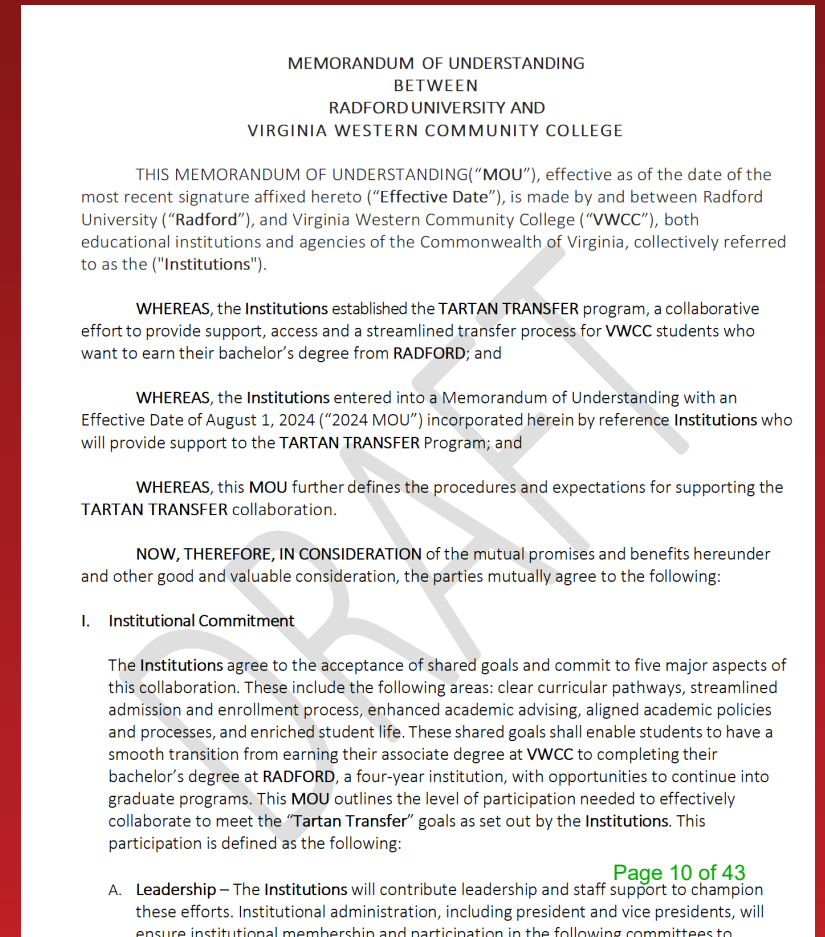 MEMORANDUM OF UNDERSTANDING
BETWEEN
RADFORD UNIVERSITY AND
VIRGINIA WESTERN COMMUNITY COLLEGE
THIS MEMORANDUM OF UNDERSTANDING(“MOU”), effective as of the date of the
most recent signature affixed hereto (“Effective Date”), is made by and between Radford
University (“Radford”), and Virginia Western Community College (“VWCC”), both
educational institutions and agencies of the Commonwealth of Virginia, collectively referred
to as the ("Institutions").
WHEREAS, the Institutions established the TARTAN TRANSFER program, a collaborative
effort to provide support, access and a streamlined transfer process for VWCC students who
want to earn their bachelor’s degree from RADFORD; and
WHEREAS, the Institutions entered into a Memorandum of Understanding with an
Effective Date of August 1, 2024 (“2024 MOU”) incorporated herein by reference Institutions who
will provide support to the TARTAN TRANSFER Program; and
WHEREAS, this MOU further defines the procedures and expectations for supporting the
TARTAN TRANSFER collaboration.
NOW, THEREFORE, IN CONSIDERATION of the mutual promises and benefits hereunder
and other good and valuable consideration, the parties mutually agree to the following:
I. Institutional Commitment
The Institutions agree to the acceptance of shared goals and commit to five major aspects of
this collaboration. These include the following areas: clear curricular pathways, streamlined
admission and enrollment process, enhanced academic advising, aligned academic policies
and processes, and enriched student life. These shared goals shall enable students to have a
smooth transition from earning their associate degree at VWCC to completing their
bachelor’s degree at RADFORD, a four-year institution, with opportunities to continue into
graduate programs. This MOU outlines the level of participation needed to effectively
collaborate to meet the “Tartan Transfer” goals as set out by the Institutions. This
participation is defined as the following:
Page 10 of 43
A. Leadership – The Institutions will contribute leadership and staff support to champion
these efforts. Institutional administration, including president and vice presidents, will
ensure institutional membership and participation in the following committees to
DRAFT